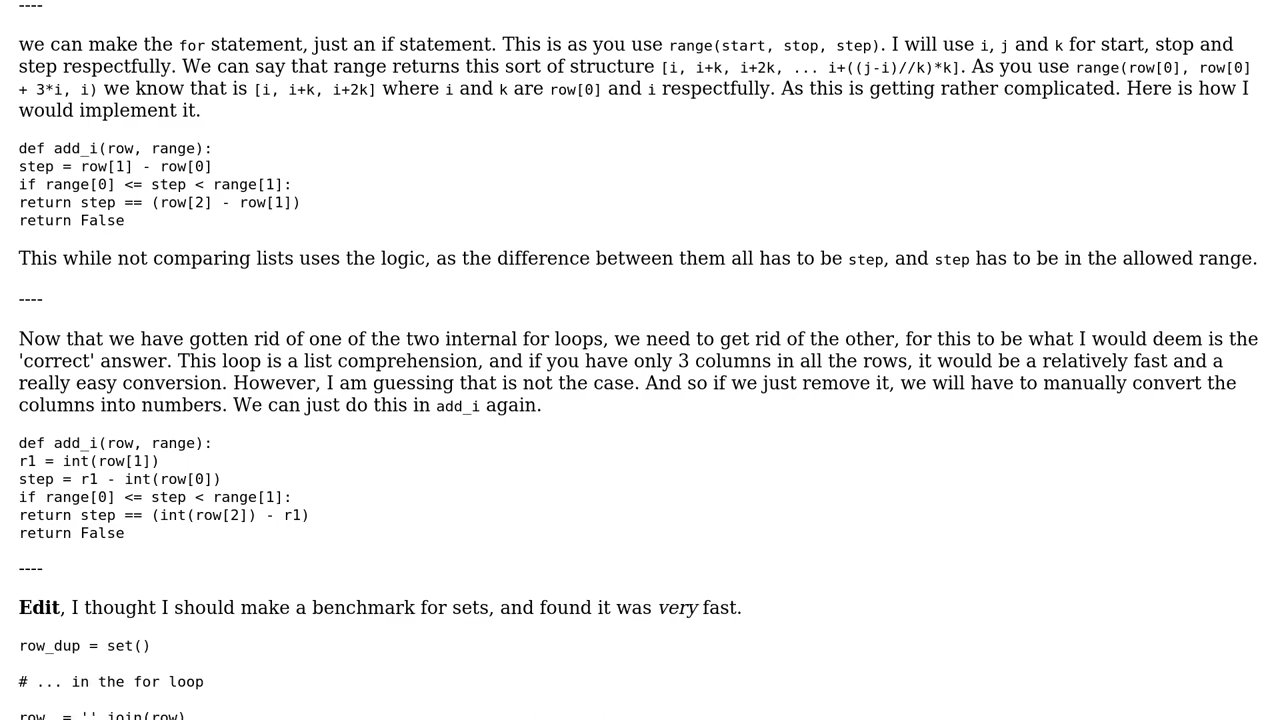 ----
we can make the for statement, just an if statement. This is as you use range(start, stop, step). I will use i, j and k for start, stop and
step respectfully. We can say that range returns this sort of structure [i, i+k, i+2k, ... i+((j-i)//k)*k]. As you use range(row[0], row[0]
+ 3*i, i) we know that is [i, i+k, i+2k] where i and k are row[0] and i respectfully. As this is getting rather complicated. Here is how I
would implement it.
def add_i(row, range):
step = row[1] - row[0]
if range[0] <= step < range[1]:
return step == (row[2] - row[1])
return False
This while not comparing lists uses the logic, as the difference between them all has to be step, and step has to be in the allowed range.
----
Now that we have gotten rid of one of the two internal for loops, we need to get rid of the other, for this to be what I would deem is the
'correct' answer. This loop is a list comprehension, and if you have only 3 columns in all the rows, it would be a relatively fast and a
really easy conversion. However, I am guessing that is not the case. And so if we just remove it, we will have to manually convert the
columns into numbers. We can just do this in add_i again.
def add_i(row, range):
r1 = int(row[1])
step = r1 - int(row[0])
if range[0] <= step < range[1]:
return step == (int(row[2]) - r1)
return False
----
Edit, I thought I should make a benchmark for sets, and found it was very fast.
row_dup = set()
# ... in the for loop
row_ = ''.join(row)